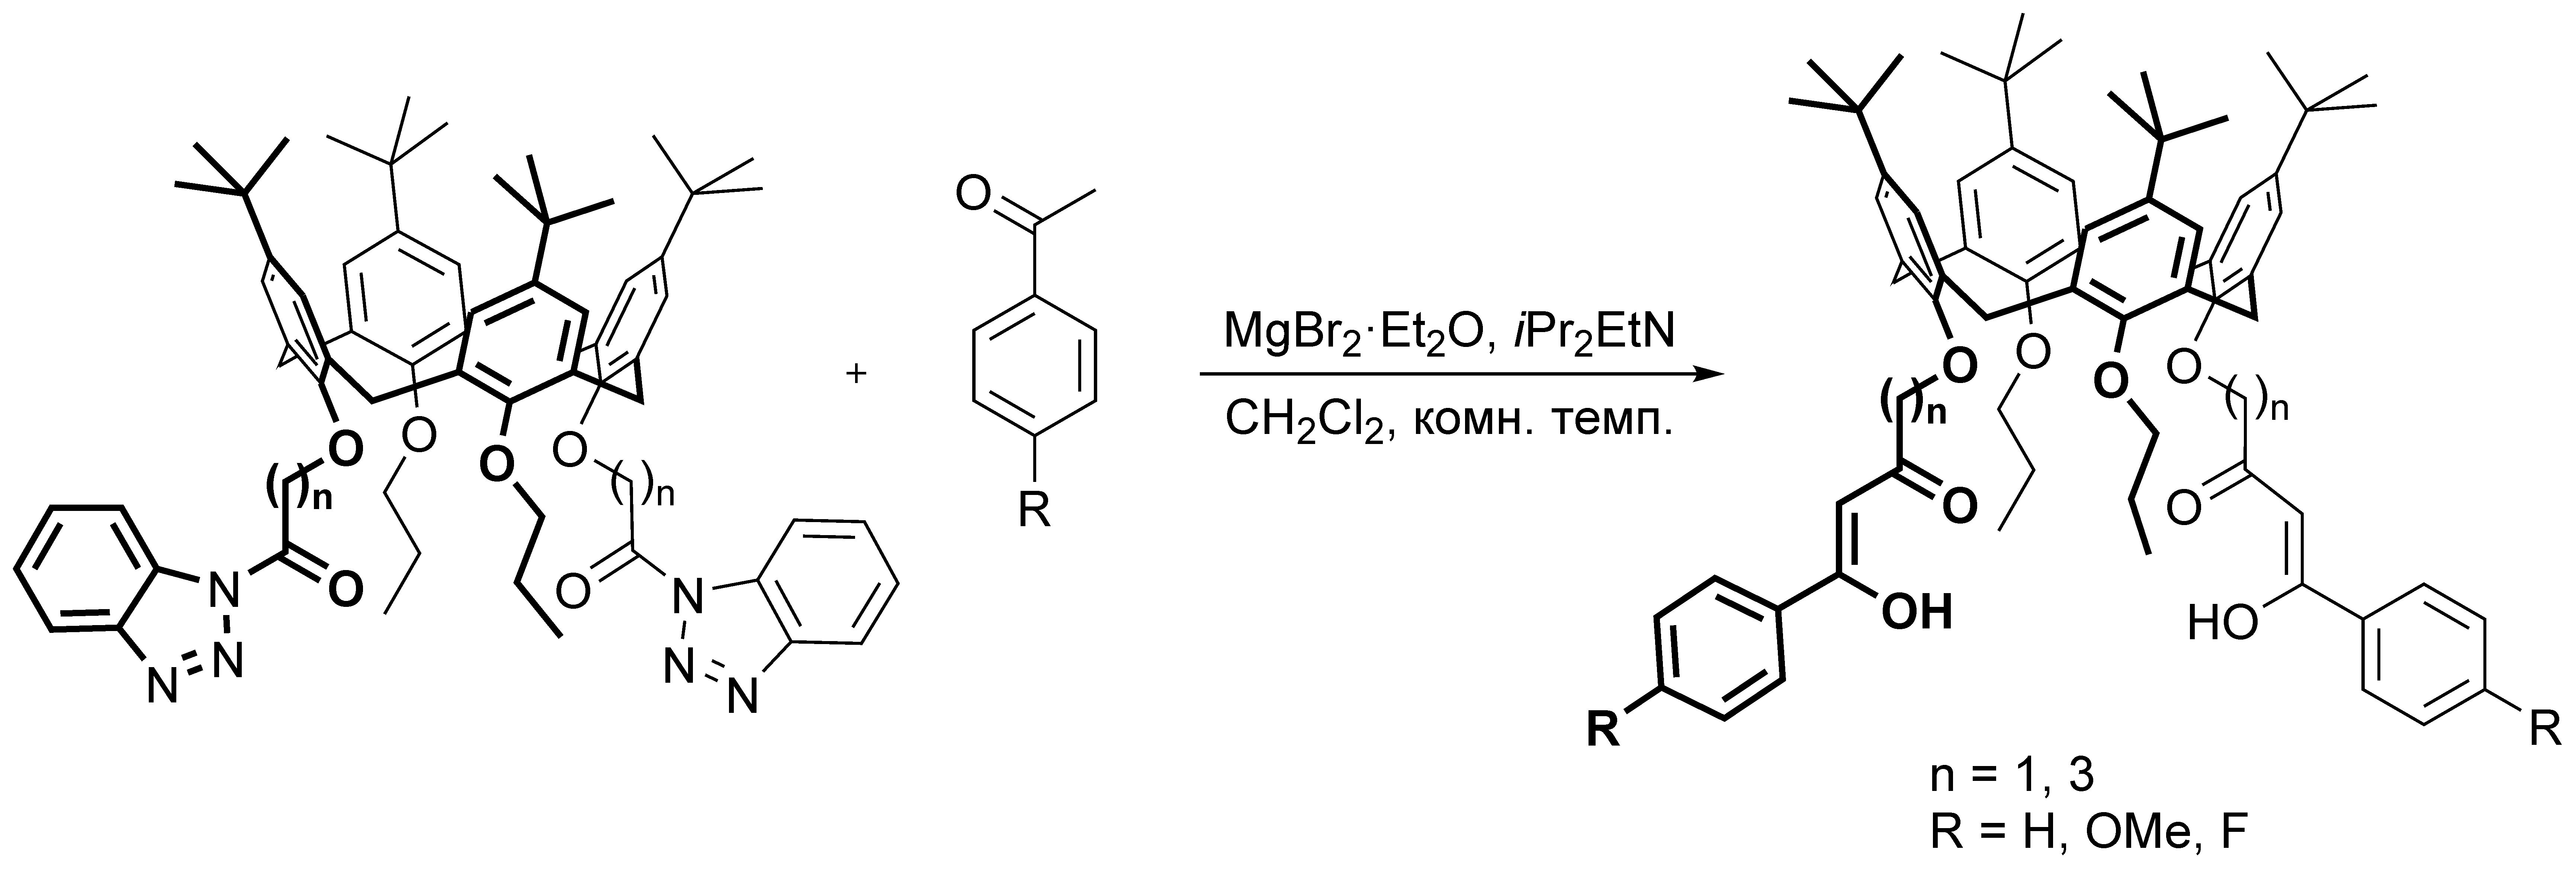 O
O
O
O
( )n
( )n
O
O
N
N
N
N
N
N
+
O
R
MgBr2·Et2O, iPr2EtN
CH2Cl2, комн. темп.
O
O
O
O
( )n
( )n
O
O
OH
HO
R
R
n = 1, 3
R = H, OMe, F